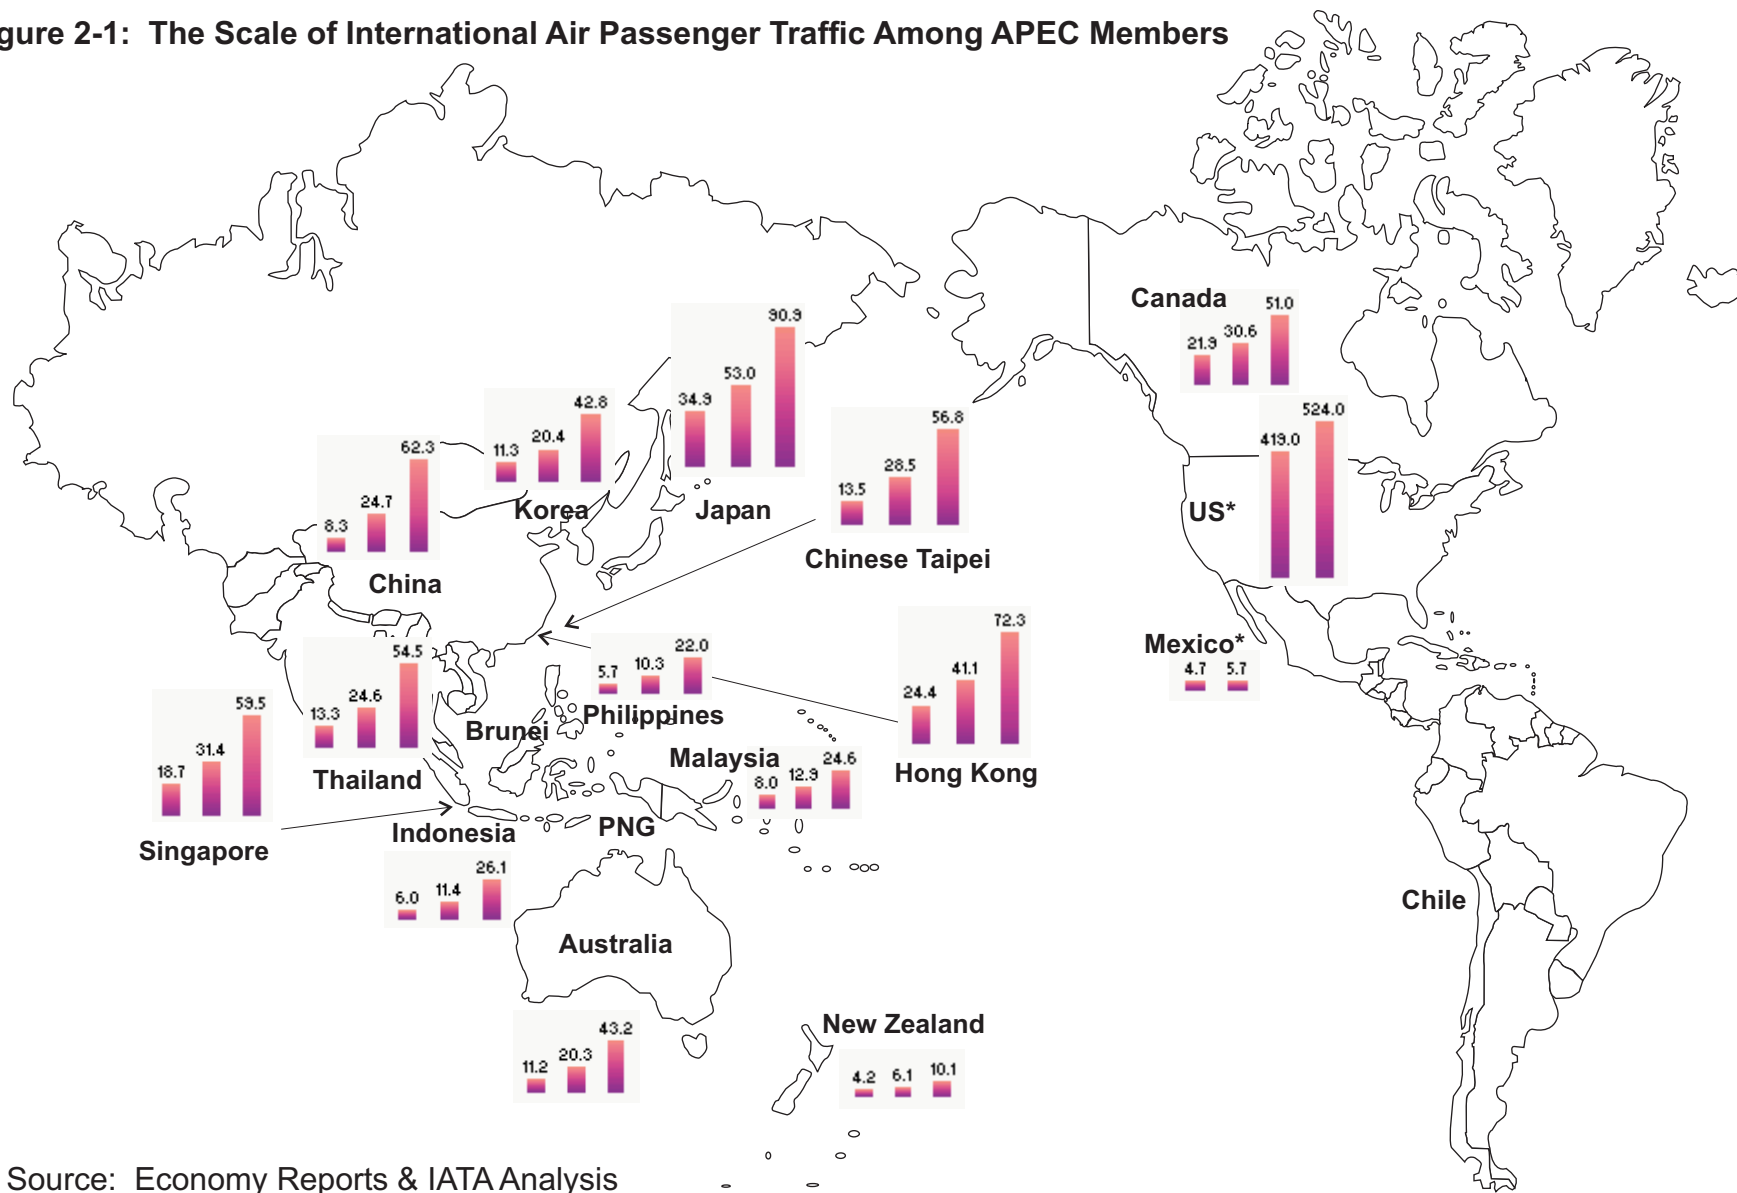 gure 2-1: The Scale of International Air Passenger Traffic Among APEC Members
Canada
21.9 30.6 51.0
34.9 53.0 90.9
Japan
11.3 20.4 42.8
Korea
8.3 24.7 62.3
China
13.5 28.5 56.8
Chinese Taipei
419.0 524.0
US*
Mexico*
4.7 5.7
5.7 10.3 22.0
Philippines
24.4 41.1 72.3
Hong Kong
13.3 24.6 54.5
Thailand
Brunei
18.7 31.4 59.5
Singapore
Malaysia
8.0 12.9 24.6
Indonesia
6.0 11.4 26.1
PNG
Chile
Australia
11.2 20.3 43.2
New Zealand
4.2 6.1 10.1
Source: Economy Reports & IATA Analysis